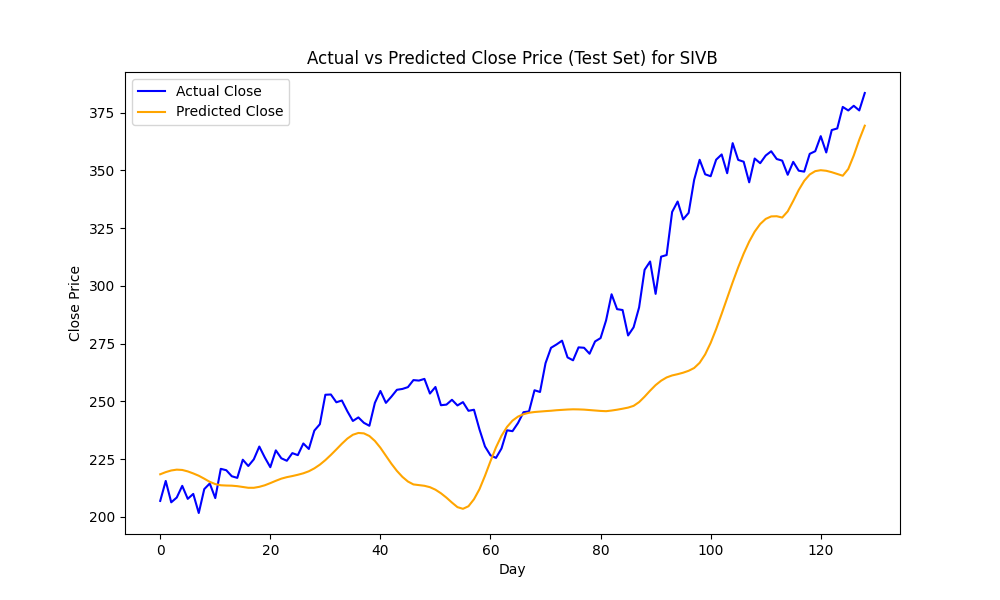 Actual vs Predicted Close Price (Test Set) for SIVB
Actual Close
Predicted Close
Close Price
375
350
325
300
275
250
225
200
0 20 40 60 80 100 120
Day